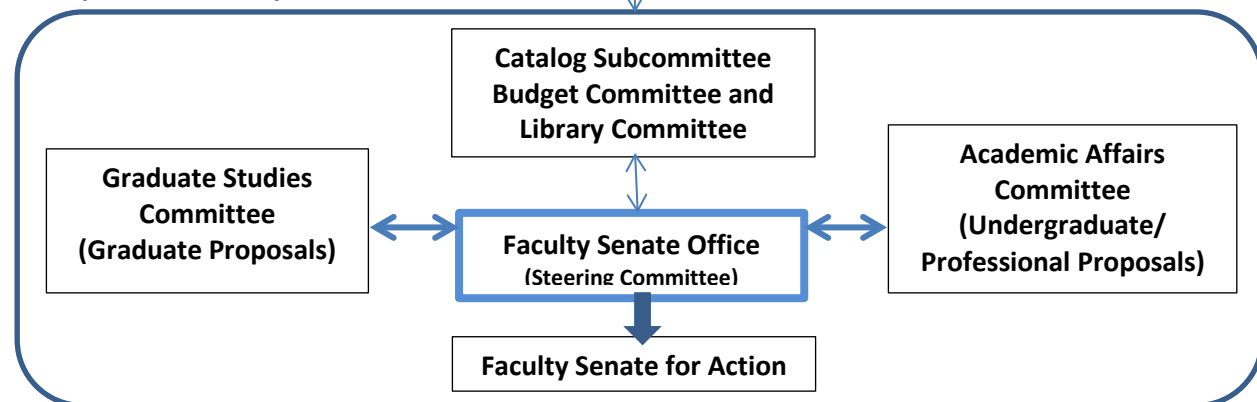 Catalog Subcommittee
Budget Committee and
Library Committee
Graduate Studies
Committee
(Graduate Proposals)
Faculty Senate Office
(Steering Committee)
Academic Affairs
Committee
(Undergraduate/
Professional Proposals)
Faculty Senate for Action